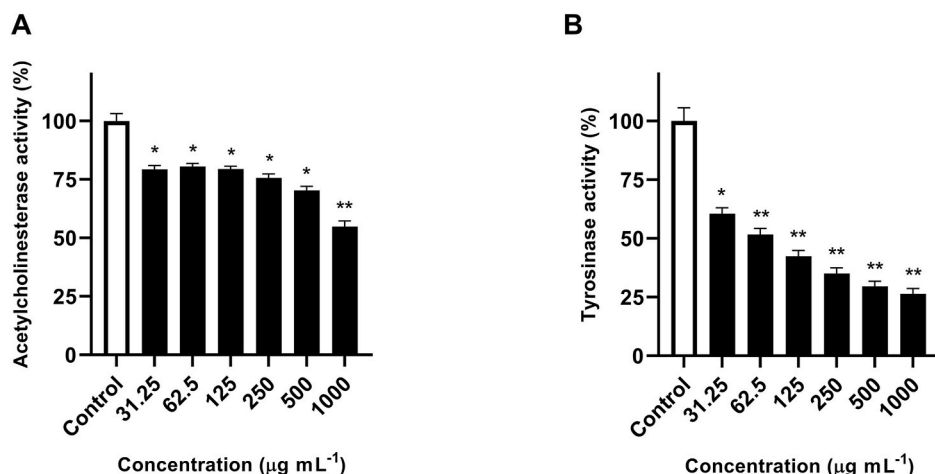 A
Acetylcholinesterase activity (%)
100
75
50
25
0
* * * * * **
Control 31.25 62.5 125 250 500 1000
Concentration (μg mL⁻¹)
B
Tyrosinase activity (%)
100
75
50
25
0
* ** ** ** ** **
Control 31.25 62.5 125 250 500 1000
Concentration (μg mL⁻¹)